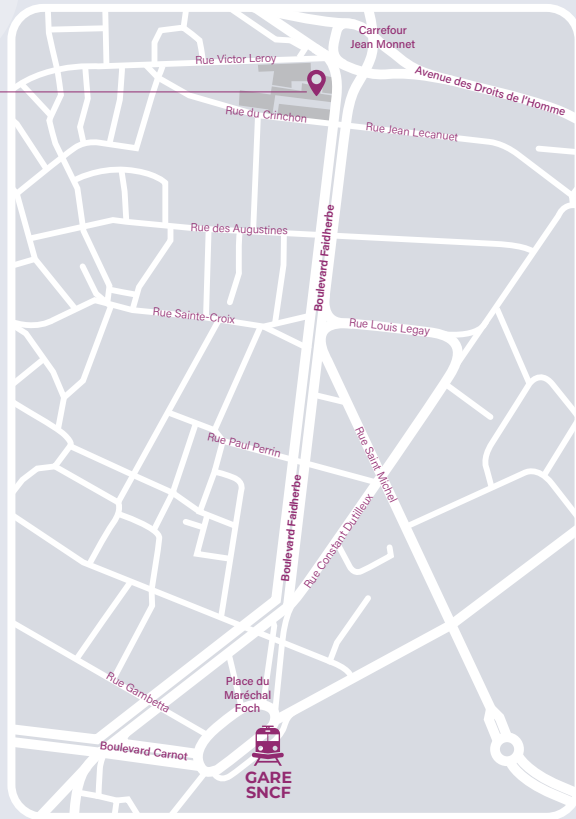 Carrefour
Jean Monnet
Rue Victor Leroy
Avenue des Droits de l'Homme
Rue du Crinchon
Rue Jean Lecanuet
Rue des Augustines
Boulevard Faidherbe
Rue Sainte-Croix
Rue Louis Legay
Rue Paul Perrin
Rue Saint Michel
Boulevard Faidherbe
Rue Constant Dutilleux
Rue Gambetta
Place du
Maréchal
Foch
Boulevard Carnot
GARE
SNCF